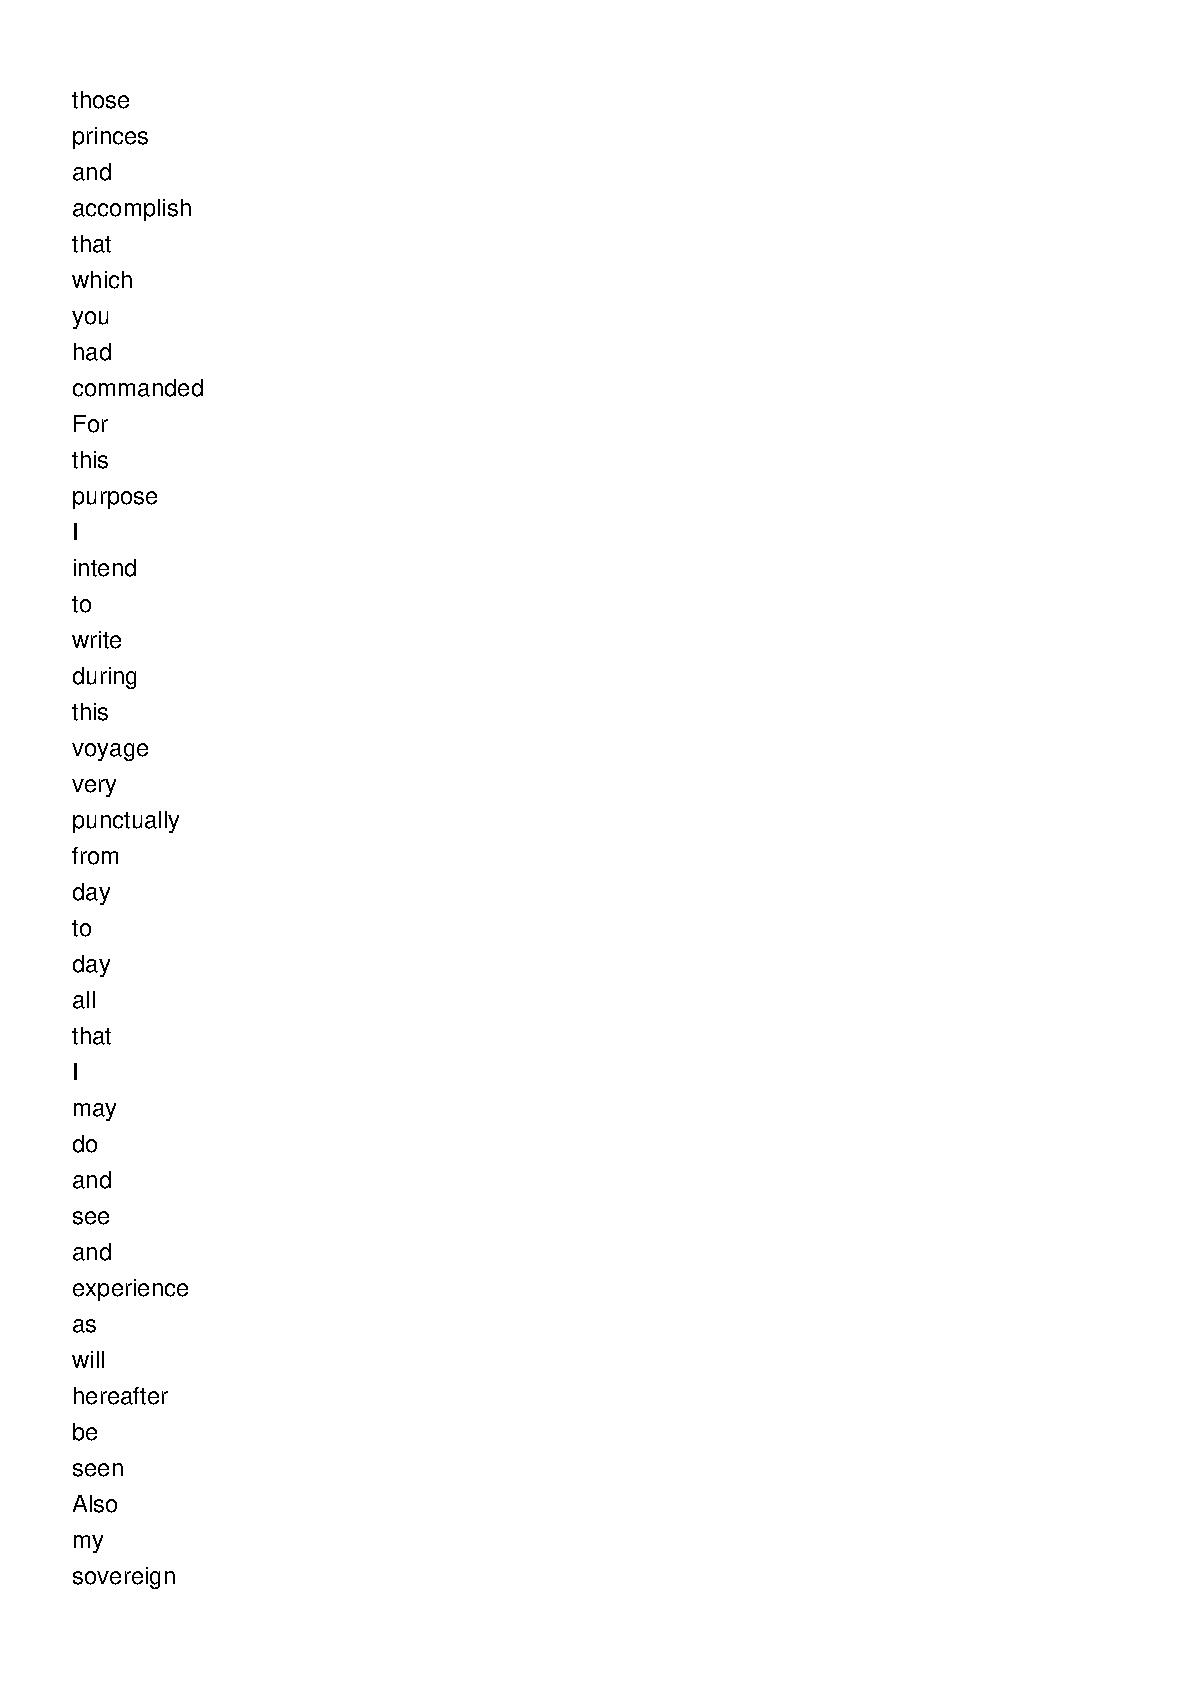 those
princes
and
accomplish
that
which
you
had
commanded
For
this
purpose
I
intend
to
write
during
this
voyage
very
punctually
from
day
to
day
all
that
I
may
do
and
see
and
experience
as
will
hereafter
be
seen
Also
my
sovereign